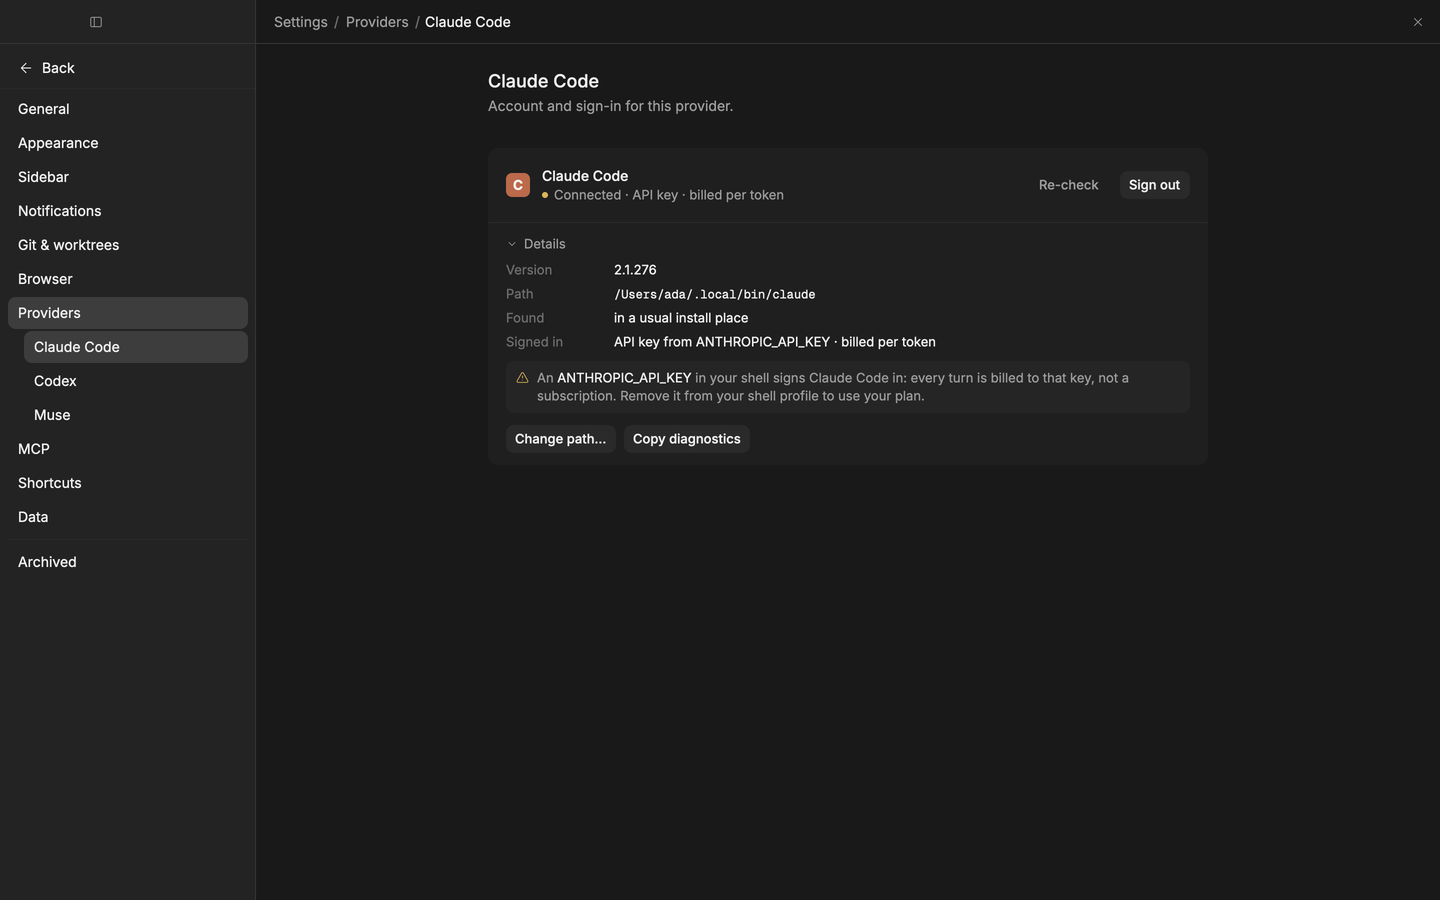 Settings / Providers / Claude Code
Back
General
Appearance
Sidebar
Notifications
Git & worktrees
Browser
Providers
Claude Code
Codex
Muse
MCP
Shortcuts
Data
Archived
Claude Code
Account and sign-in for this provider.
C
Claude Code
Connected · API key · billed per token
Re-check
Sign out
Details
Version 2.1.276
Path /Users/ada/.local/bin/claude
Found in a usual install place
Signed in API key from ANTHROPIC_API_KEY · billed per token
An ANTHROPIC_API_KEY in your shell signs Claude Code in: every turn is billed to that key, not a
subscription. Remove it from your shell profile to use your plan.
Change path...
Copy diagnostics